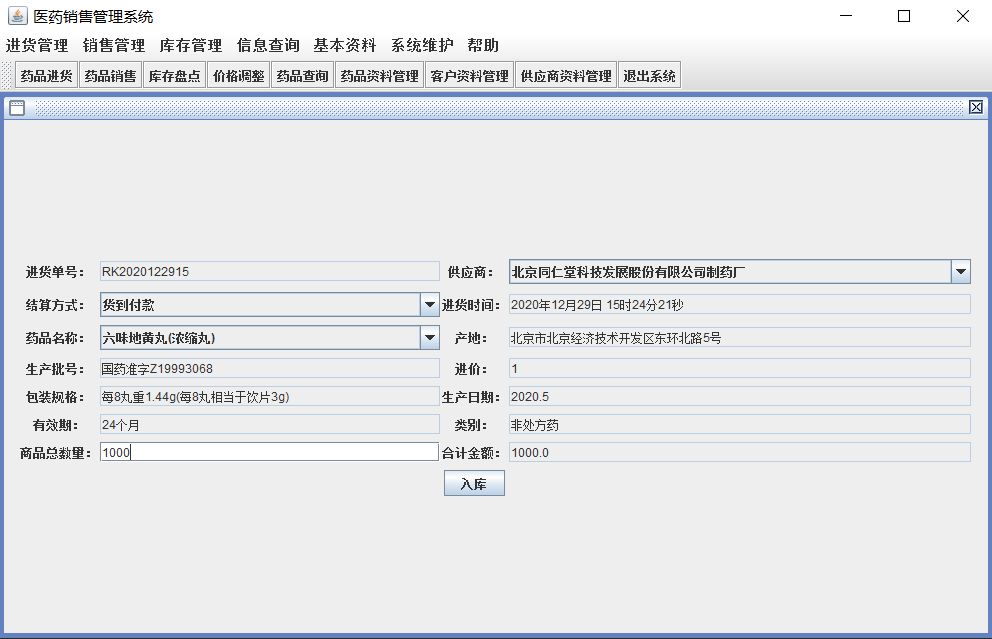 医药销售管理系统
进货管理 销售管理 库存管理 信息查询 基本资料 系统维护 帮助
药品进货 药品销售 库存盘点 价格调整 药品查询 药品资料管理 客户资料管理 供应商资料管理 退出系统
进货单号： RK2020122915 供应商： 北京同仁堂科技发展股份有限公司制药厂
结算方式： 货到付款 进货时间： 2020年12月29日 15时24分21秒
药品名称： 六味地黄丸(浓缩丸) 产地： 北京市北京经济技术开发区东环北路5号
生产批号： 国药准字Z19993068 进价： 1
包装规格： 每8丸重1.44g(每8丸相当于饮片3g) 生产日期： 2020.5
有效期： 24个月 类别： 非处方药
商品总数量： 1000 合计金额： 1000.0
入库